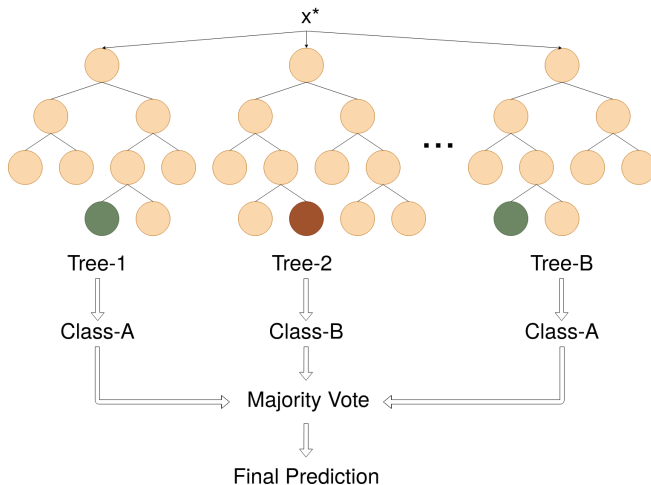 x*
...
Tree-1 Tree-2 Tree-B
Class-A Class-B Class-A
Majority Vote
Final Prediction